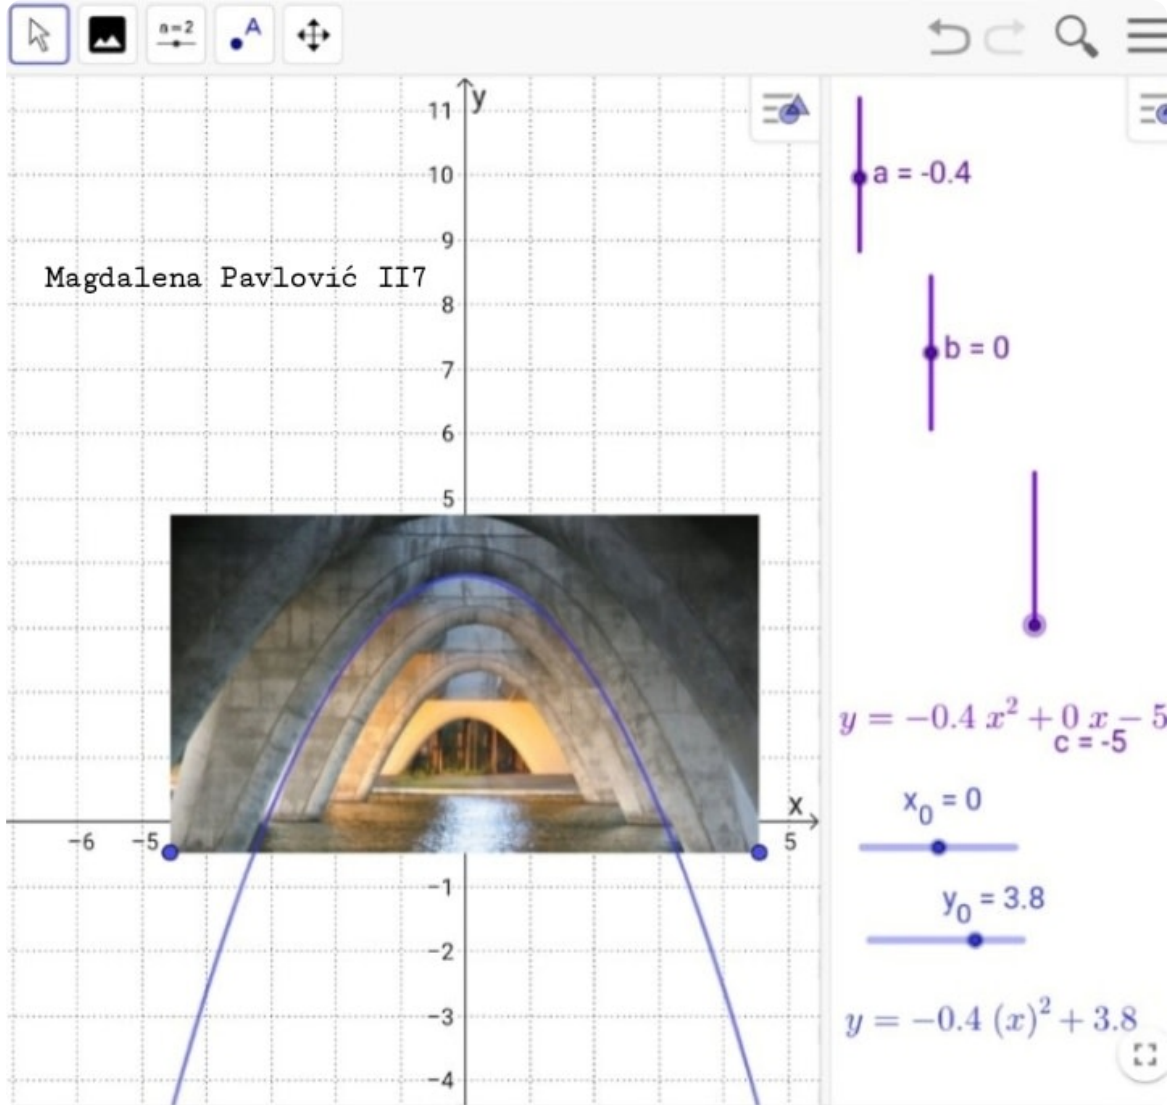 a=2
A
y
11
10
9
Magdalena Pavlović II7
8
7
6
5
x
−6
−5
5
−1
−2
−3
−4
a = -0.4
b = 0
y = −0.4 x² + 0 x − 5
c = -5
x₀ = 0
y₀ = 3.8
y = −0.4 (x)² + 3.8